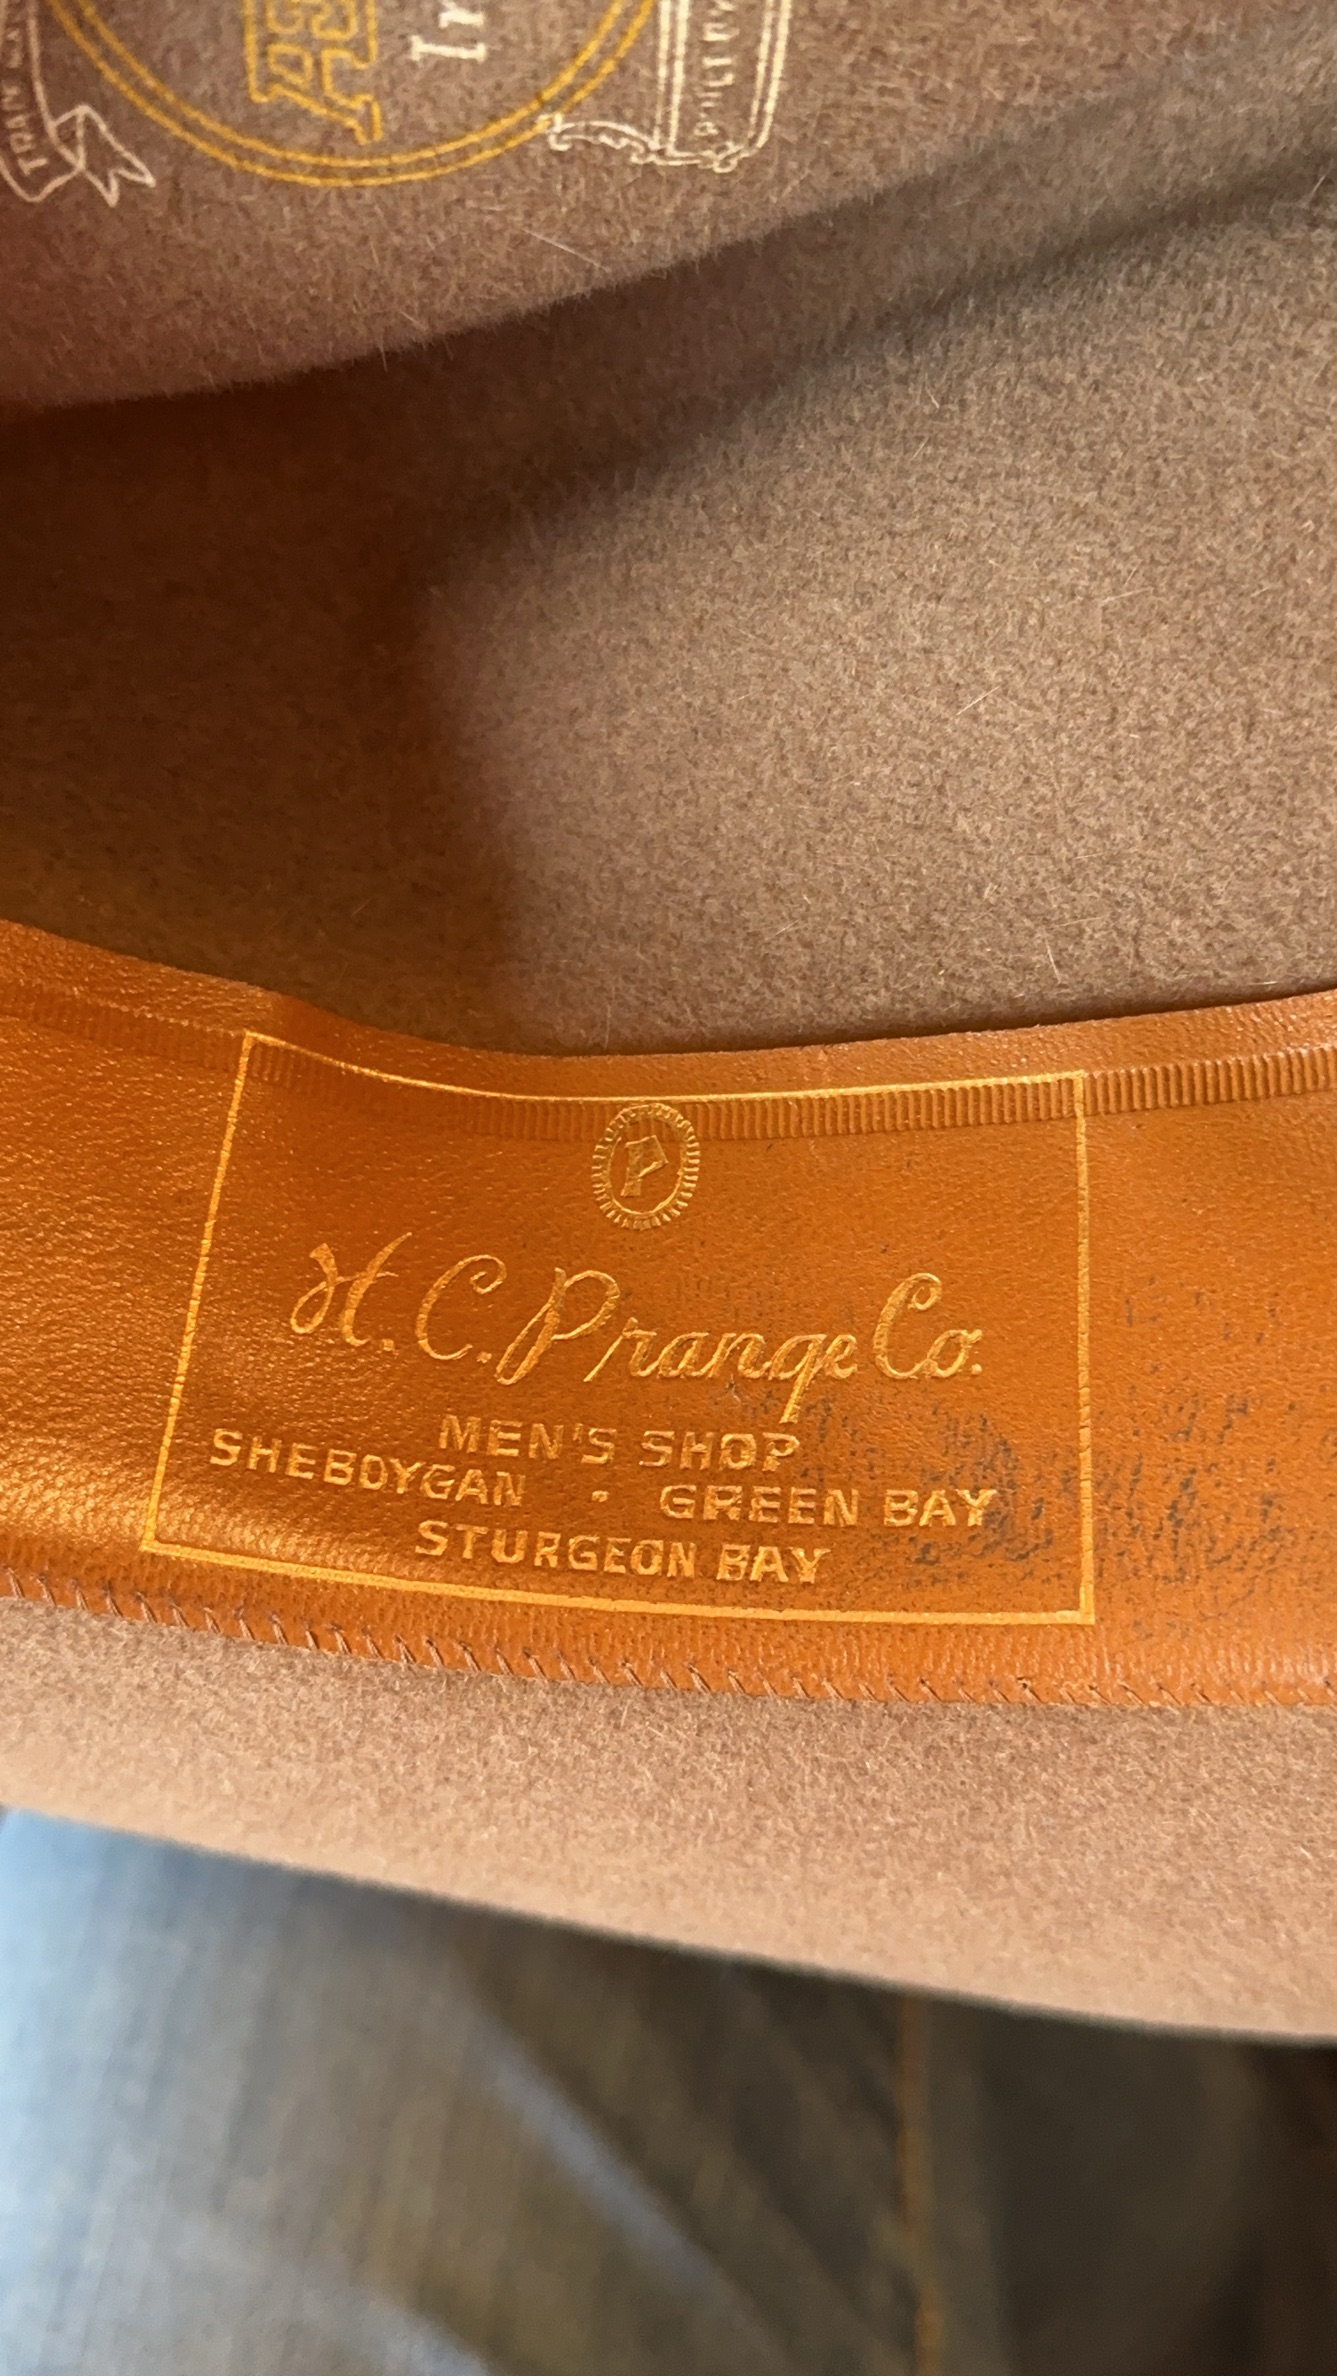 P
H. C. Prange Co.
MEN'S SHOP
SHEBOYGAN · GREEN BAY
STURGEON BAY